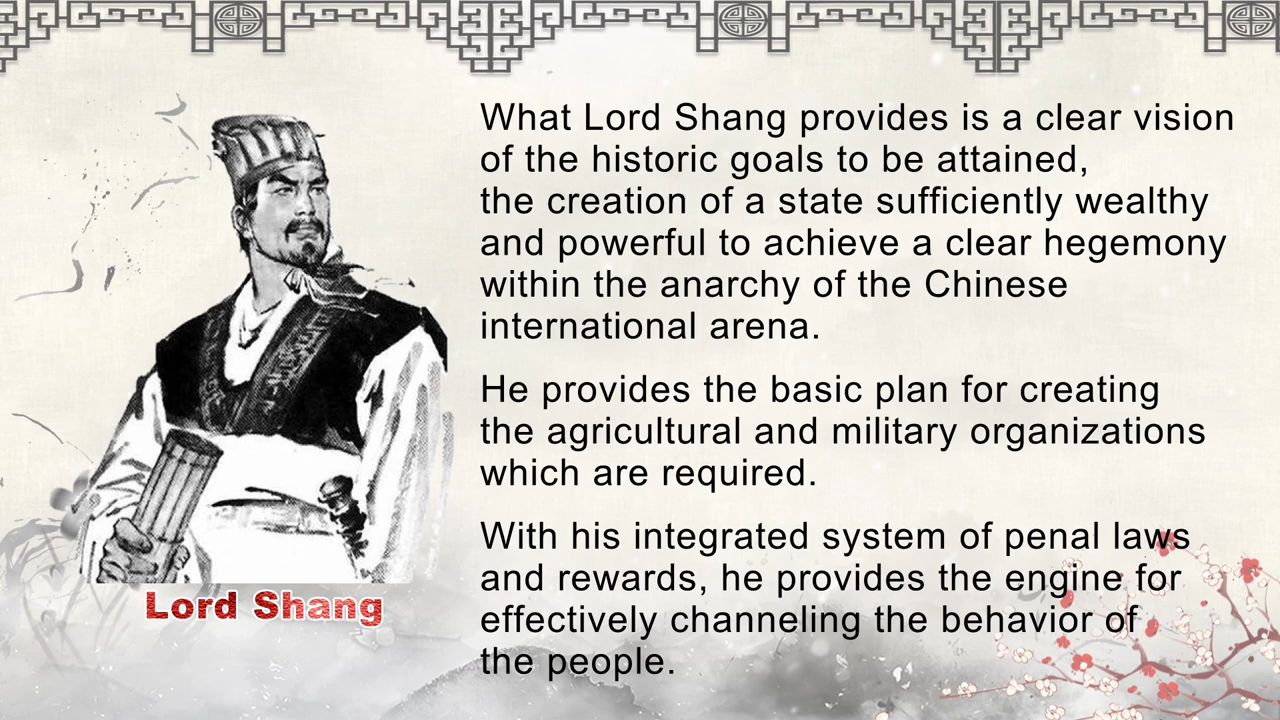 What Lord Shang provides is a clear vision
of the historic goals to be attained,
the creation of a state sufficiently wealthy
and powerful to achieve a clear hegemony
within the anarchy of the Chinese
international arena.
He provides the basic plan for creating
the agricultural and military organizations
which are required.
With his integrated system of penal laws
and rewards, he provides the engine for
effectively channeling the behavior of
the people.
Lord Shang